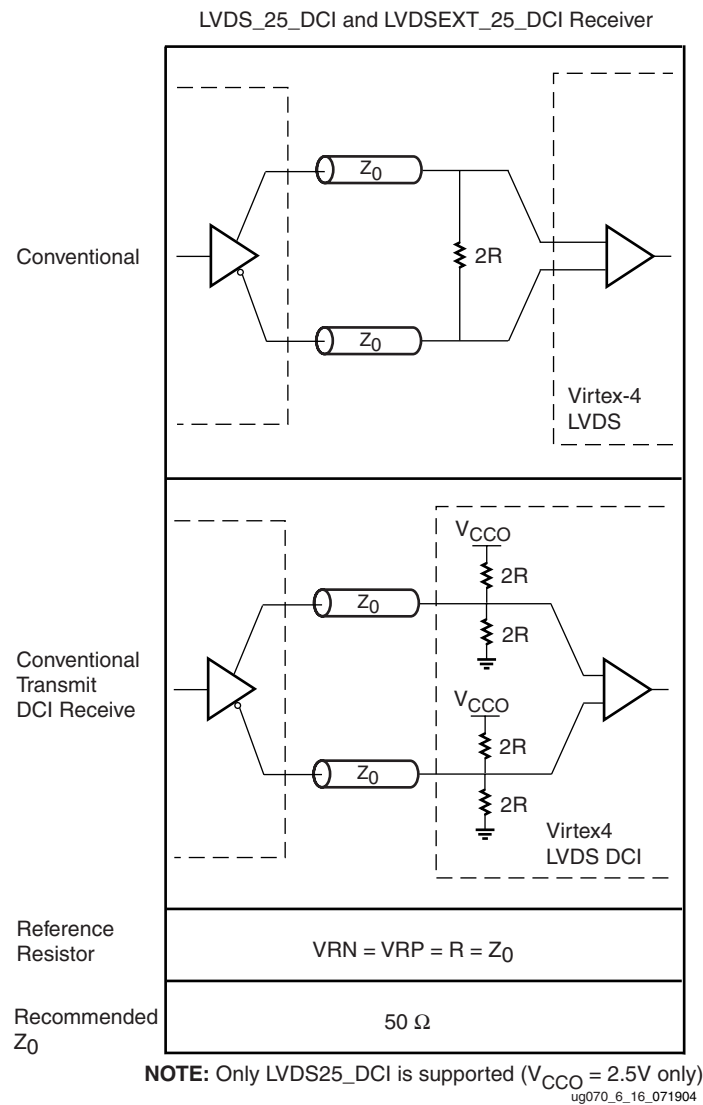 LVDS_25_DCI and LVDSEXT_25_DCI Receiver
Z0
Conventional
2R
Z0
Virtex-4
LVDS
VCCO
2R
Z0
2R
Conventional
Transmit
DCI Receive
VCCO
2R
Z0
2R
Virtex4
LVDS DCI
Reference
Resistor
VRN = VRP = R = Z0
Recommended
Z0
50 Ω
NOTE: Only LVDS25_DCI is supported (VCCO = 2.5V only)
ug070_6_16_071904